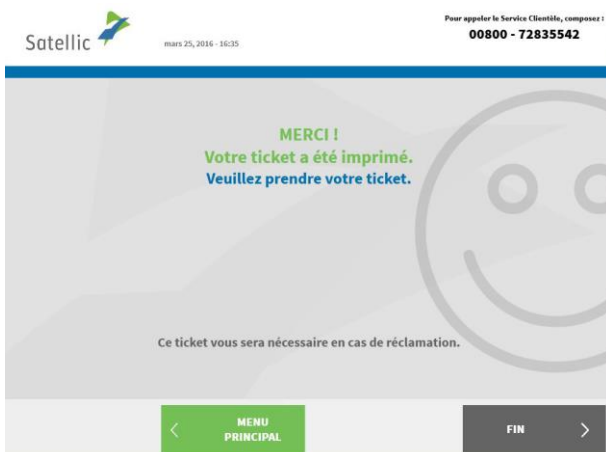 Satellic
mars 25, 2016 - 16:35
Pour appeler le Service Clientèle, composez :
00800 - 72835542
MERCI !
Votre ticket a été imprimé.
Veuillez prendre votre ticket.
Ce ticket vous sera nécessaire en cas de réclamation.
MENU
PRINCIPAL
FIN